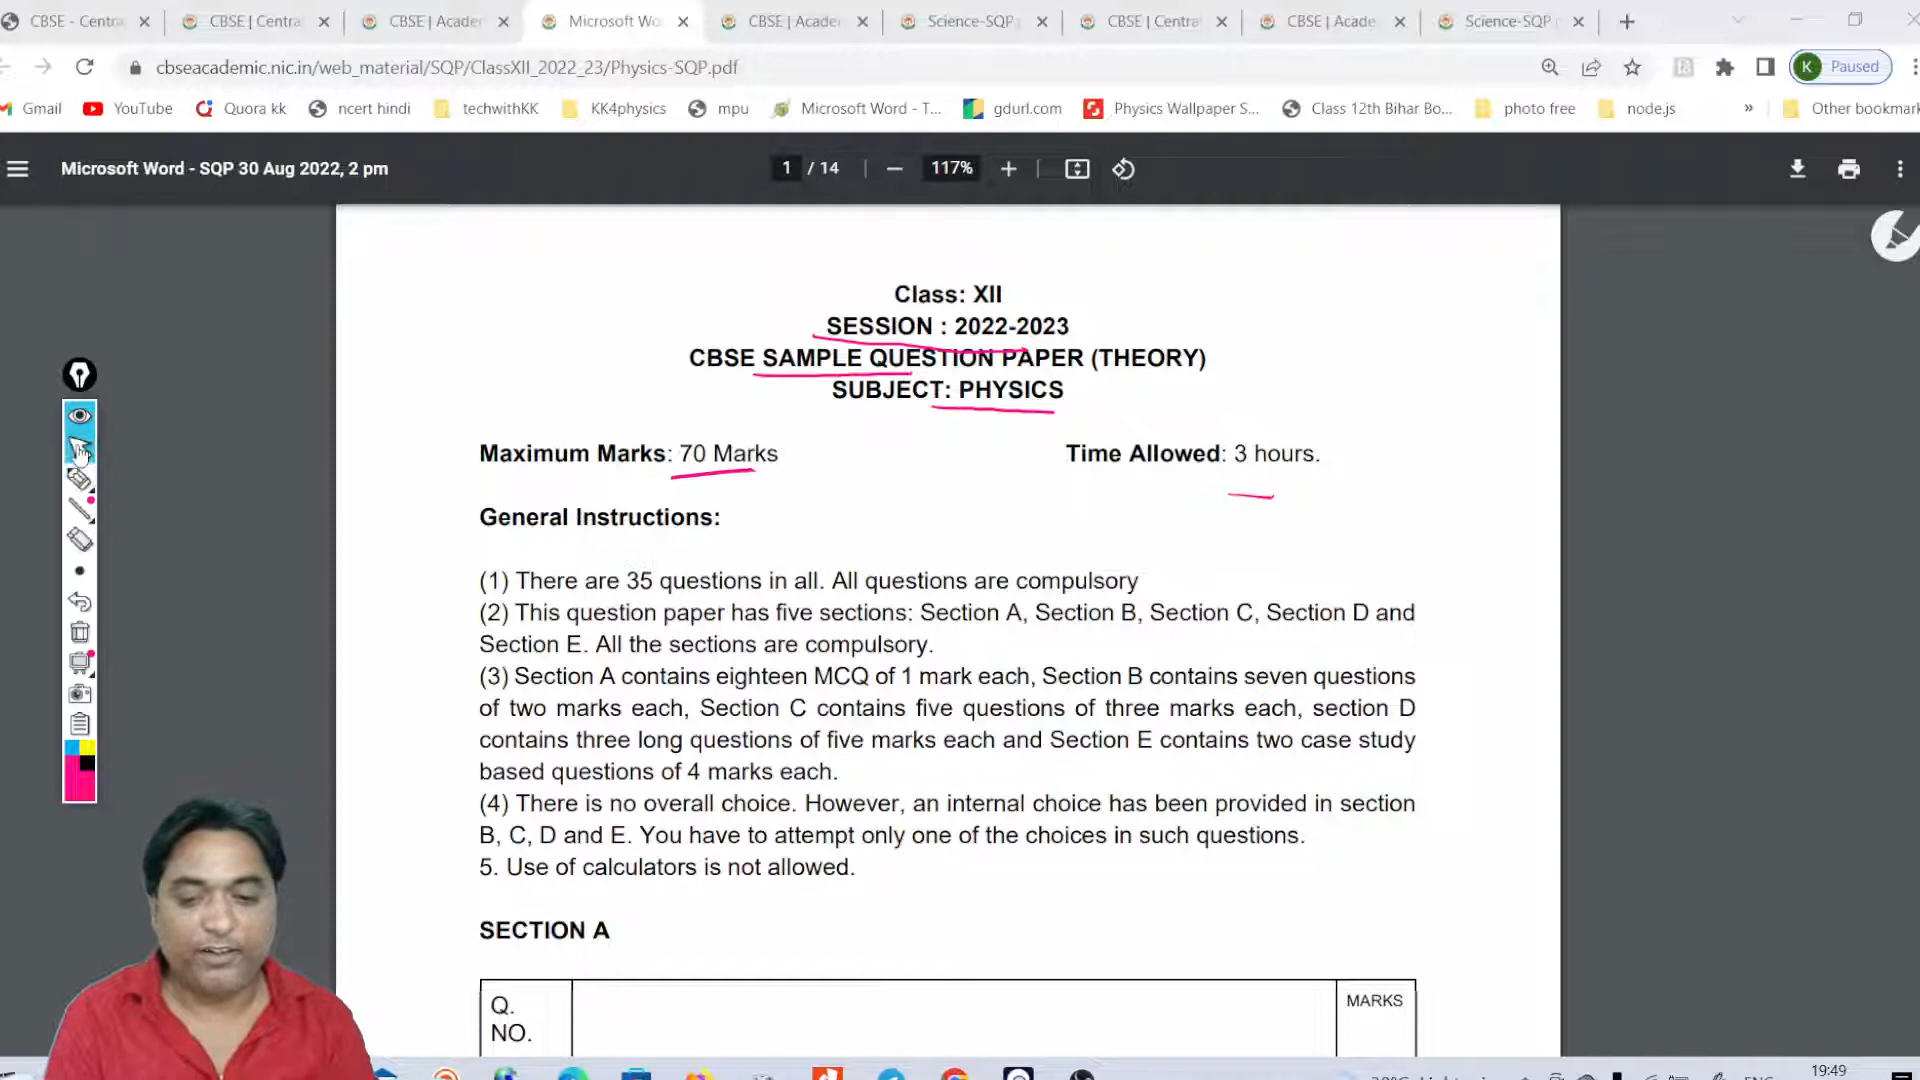 CBSE - Centra
CBSE | Centra
CBSE | Acade
Microsoft Wo
CBSE | Acade
Science-SQP
CBSE | Centra
CBSE | Acade
Science-SQP
cbseacademic.nic.in/web_material/SQP/ClassXII_2022_23/Physics-SQP.pdf
K Paused
Gmail YouTube Quora kk ncert hindi techwithKK KK4physics mpu Microsoft Word - T... gdurl.com Physics Wallpaper S... Class 12th Bihar Bo... photo free node.js » Other bookmark
Microsoft Word - SQP 30 Aug 2022, 2 pm 1 / 14 117%
Class: XII
SESSION : 2022-2023
CBSE SAMPLE QUESTION PAPER (THEORY)
SUBJECT: PHYSICS
Maximum Marks: 70 Marks Time Allowed: 3 hours.
General Instructions:
(1) There are 35 questions in all. All questions are compulsory
(2) This question paper has five sections: Section A, Section B, Section C, Section D and
Section E. All the sections are compulsory.
(3) Section A contains eighteen MCQ of 1 mark each, Section B contains seven questions
of two marks each, Section C contains five questions of three marks each, section D
contains three long questions of five marks each and Section E contains two case study
based questions of 4 marks each.
(4) There is no overall choice. However, an internal choice has been provided in section
B, C, D and E. You have to attempt only one of the choices in such questions.
5. Use of calculators is not allowed.
SECTION A
Q.
NO.
MARKS
19:49